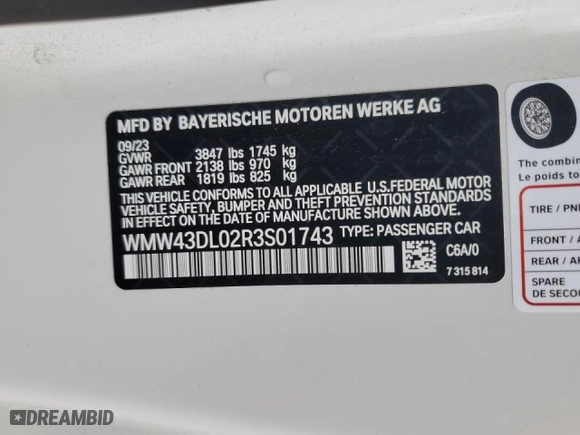 MFD BY BAYERISCHE MOTOREN WERKE AG
09/23
GVWR 3847 lbs 1745 kg
GAWR FRONT 2138 lbs 970 kg
GAWR REAR 1819 lbs 825 kg
THIS VEHICLE CONFORMS TO ALL APPLICABLE U.S.FEDERAL MOTOR
VEHICLE SAFETY, BUMPER AND THEFT PREVENTION STANDARDS
IN EFFECT ON THE DATE OF MANUFACTURE SHOWN ABOVE.
WMW43DL02R3S01743 TYPE: PASSENGER CAR
C6A/0
7 315 814
The combin
Le poids
TIRE / PN
FRONT / A
REAR / AR
SPARE
DE SECO
DREAMBID